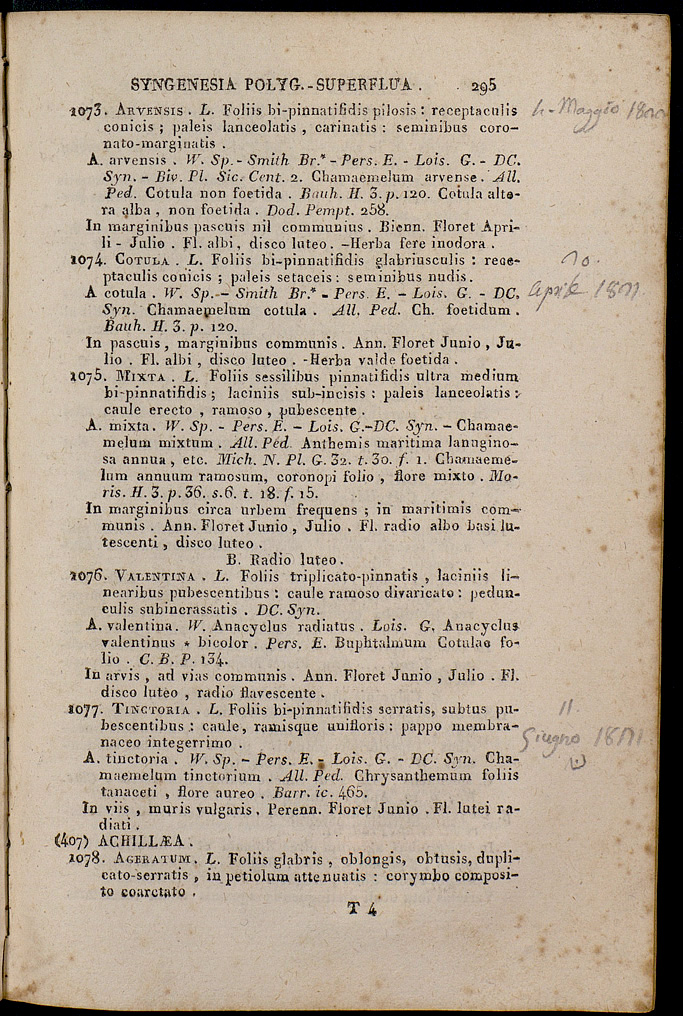 SYNGENESIA POLYG.-SUPERFLUA. 295
1073. ARVENSIS. L. Foliis bi-pinnatifidis pilosis: receptaculis
conicis; paleis lanceolatis, carinatis: seminibus coro-
nato-marginatis.
A. arvensis. W. Sp. - Smith Br.* - Pers. E. - Lois. G. - DC.
Syn. - Biv. Pl. Sic. Cent. 2. Chamaemelum arvense. All.
Ped. Cotula non foetida. Bauh. H. 3. p. 120. Cotula alte-
ra alba, non foetida. Dod. Pempt. 258.
In marginibus pascuis nil communius. Bienn. Floret Apri-
li - Julio. Fl. albi, disco luteo. -Herba fere inodora.
1074. COTULA. L. Foliis bi-pinnatifidis glabriusculis: rece-
ptaculis conicis; paleis setaceis: seminibus nudis.
A cotula. W. Sp. - Smith Br.* - Pers. E. - Lois. G. - DC.
Syn. Chamaemelum cotula. All. Ped. Ch. foetidum.
Bauh. H. 3. p. 120.
In pascuis, marginibus communis. Ann. Floret Junio, Ju-
lio. Fl. albi, disco luteo. -Herba valde foetida.
1075. MIXTA. L. Foliis sessilibus pinnatifidis ultra medium
bi-pinnatifidis; laciniis sub-incisis: paleis lanceolatis:
caule erecto, ramoso, pubescente.
A. mixta. W. Sp. - Pers. E. - Lois. G.-DC. Syn. - Chamae-
melum mixtum. All. Ped. Anthemis maritima lanugino-
sa annua, etc. Mich. N. Pl. G. 32. t. 30. f. 1. Chamaeme-
lum annuum ramosum, coronopi folio, flore mixto. Mo-
ris. H. 3. p. 36. s. 6. t. 18. f. 15.
In marginibus circa urbem frequens; in maritimis com-
munis. Ann. Floret Junio, Julio. Fl. radio albo basi lu-
tescenti, disco luteo.
B. Radio luteo.
1076. VALENTINA. L. Foliis triplicato-pinnatis, laciniis li-
nearibus pubescentibus: caule ramoso divaricato: pedun-
culis subincrassatis. DC. Syn.
A. valentina. W. Anacyclus radiatus. Lois. G. Anacyclus
valentinus * bicolor. Pers. E. Buphtalmum Cotulae fo-
lio. C. B. P. 134.
In arvis, ad vias communis. Ann. Floret Junio, Julio. Fl.
disco luteo, radio flavescente.
1077. TINCTORIA. L. Foliis bi-pinnatifidis serratis, subtus pu-
bescentibus: caule, ramisque unifloris: pappo membra-
naceo integerrimo.
A. tinctoria. W. Sp. - Pers. E. - Lois. G. - DC. Syn. Cha-
maemelum tinctorium. All. Ped. Chrysanthemum foliis
tanaceti, flore aureo. Barr. ic. 465.
In viis, muris vulgaris. Perenn. Floret Junio. Fl. lutei ra-
diati.
(407) ACHILLÆA.
1078. AGERATUM. L. Foliis glabris, oblongis, obtusis, dupli-
cato-serratis, in petiolum attenuatis: corymbo composi-
to coarctato.
T 4
Maggio
10.
Aprile
11.
Giugno